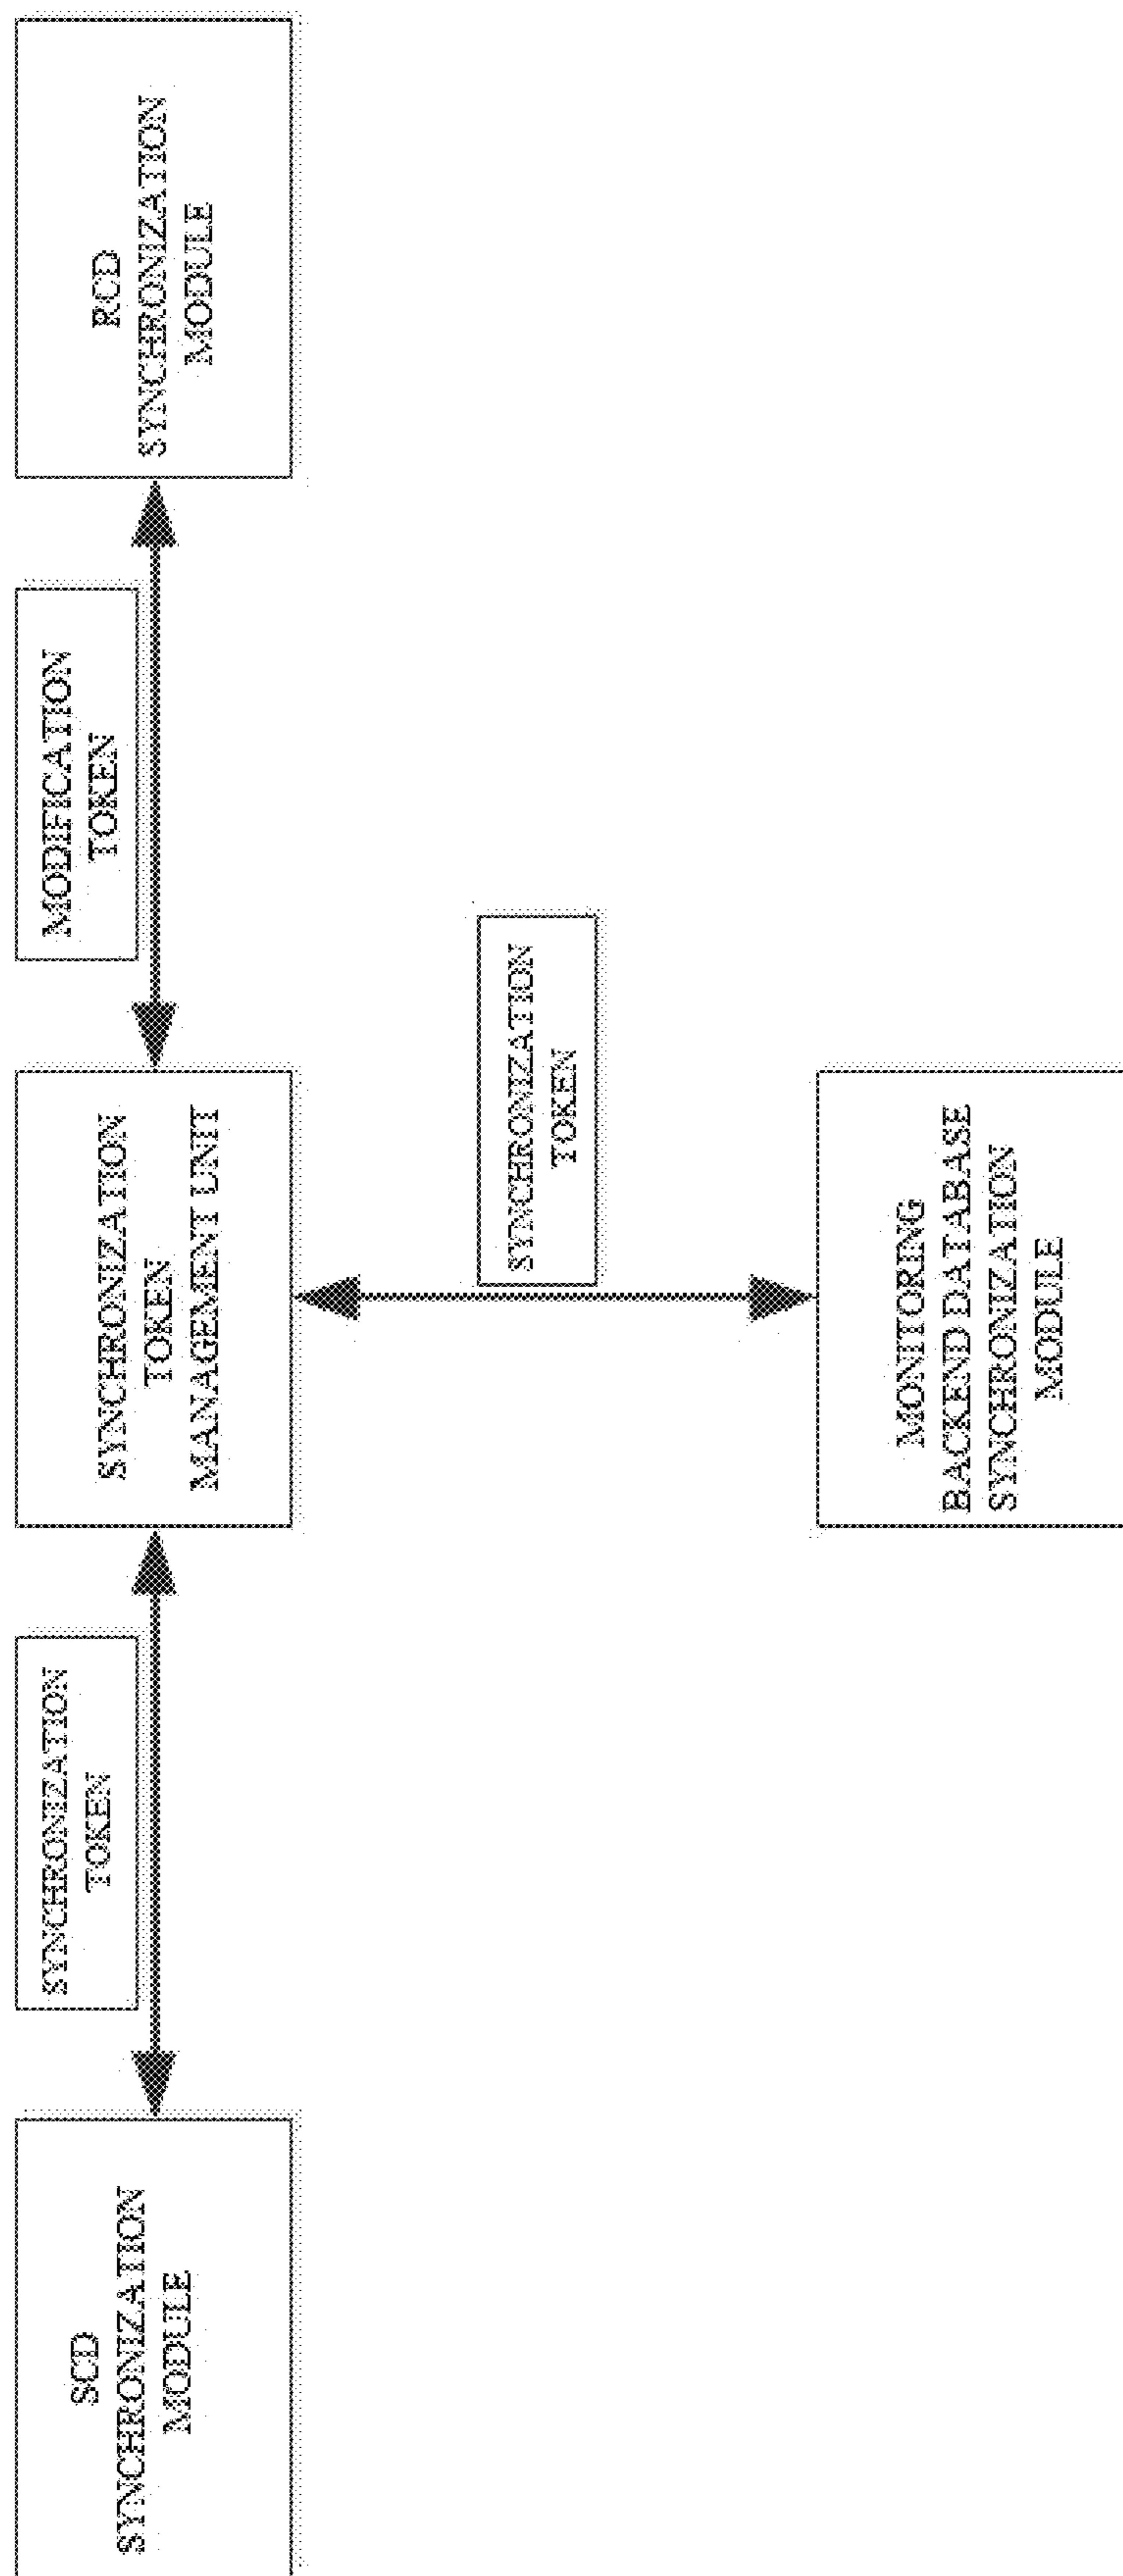 SCD
SYNCHRONIZATION
MODULE
SYNCHRONIZATION
TOKEN
SYNCHRONIZATION
TOKEN
MANAGEMENT UNIT
MODIFICATION
TOKEN
RCD
SYNCHRONIZATION
MODULE
SYNCHRONIZATION
TOKEN
MONITORING
BACKEND DATABASE
SYNCHRONIZATION
MODULE